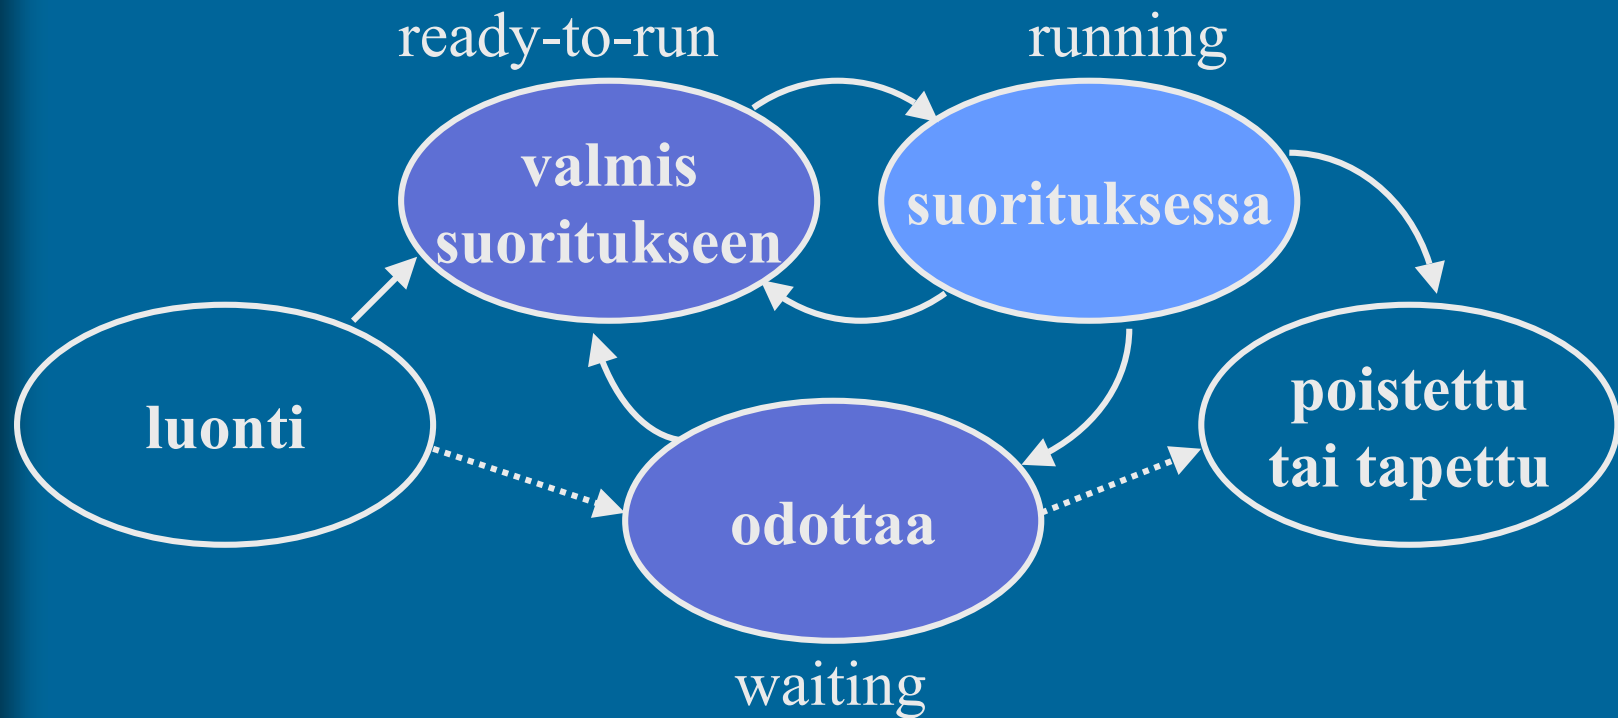 ready-to-run
running
valmis
suoritukseen
suorituksessa
luonti
poistettu
tai tapettu
odottaa
waiting